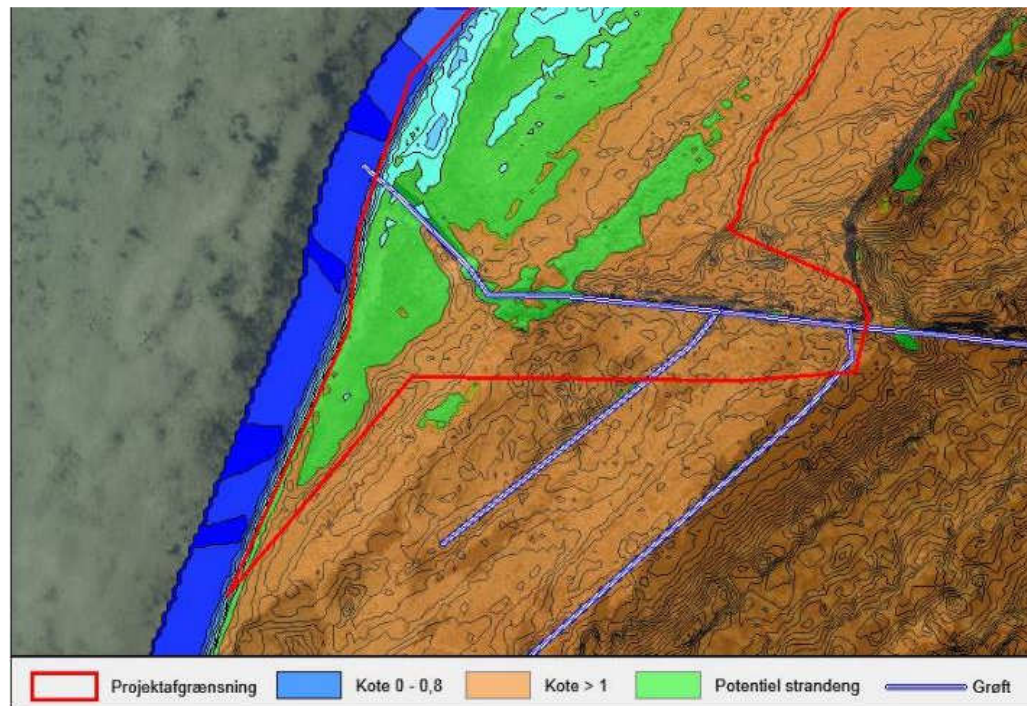 Projektafgrænsning Kote 0 - 0,8 Kote > 1 Potentiel strandeng Grøft